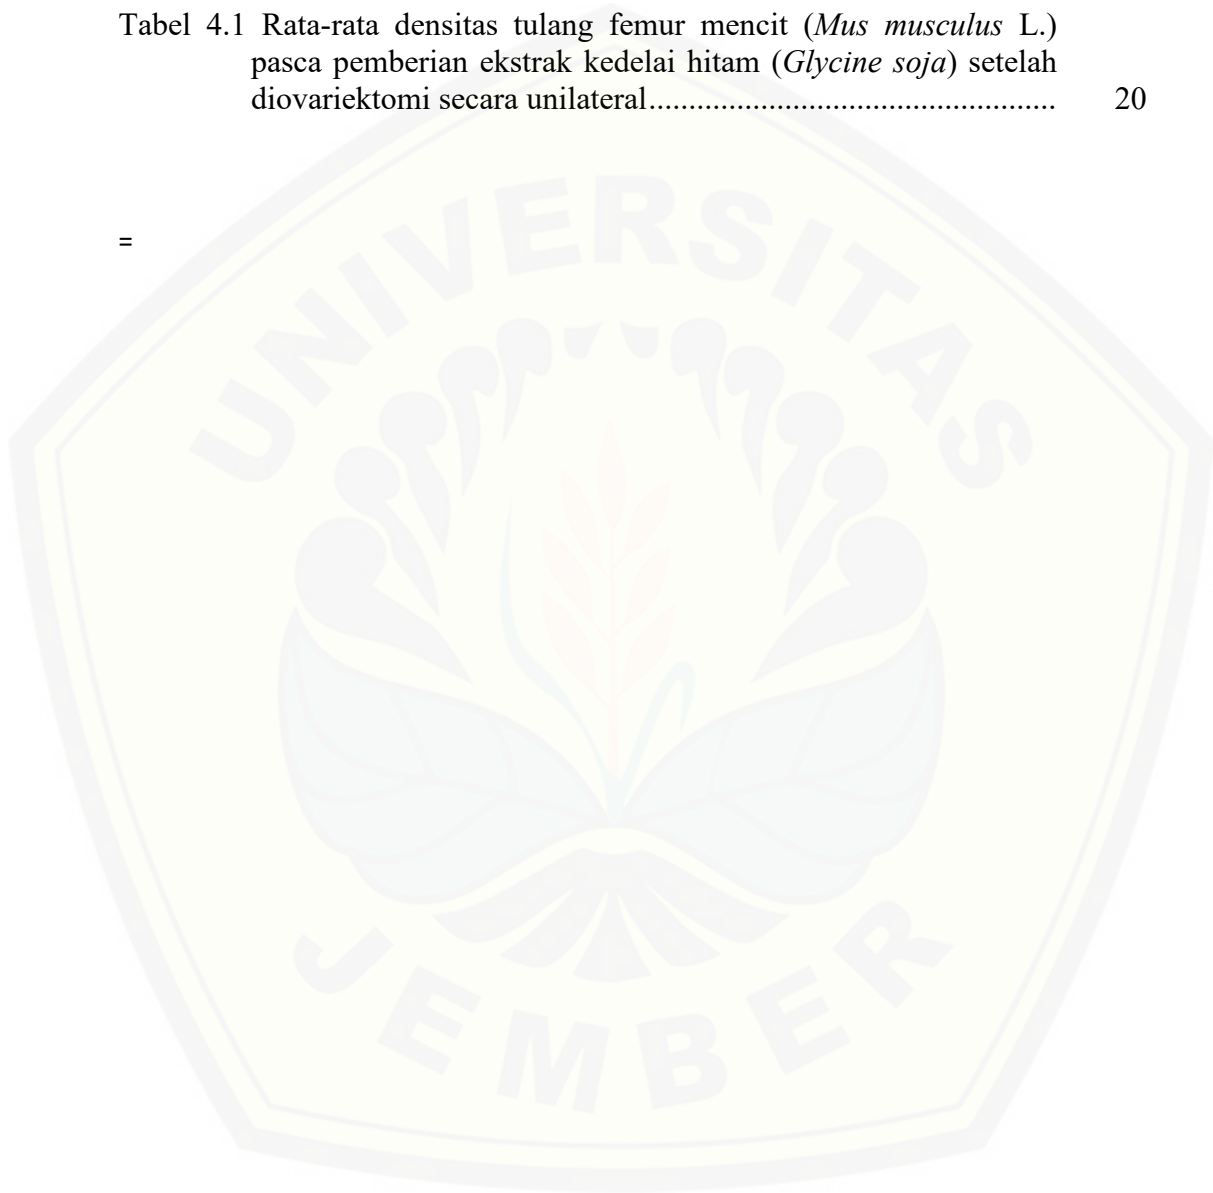 Tabel 4.1 Rata-rata densitas tulang femur mencit (Mus musculus L.)
pasca pemberian ekstrak kedelai hitam (Glycine soja) setelah
diovariektomi secara unilateral................................................... 20
=
UNIVERSITAS
JEMBER